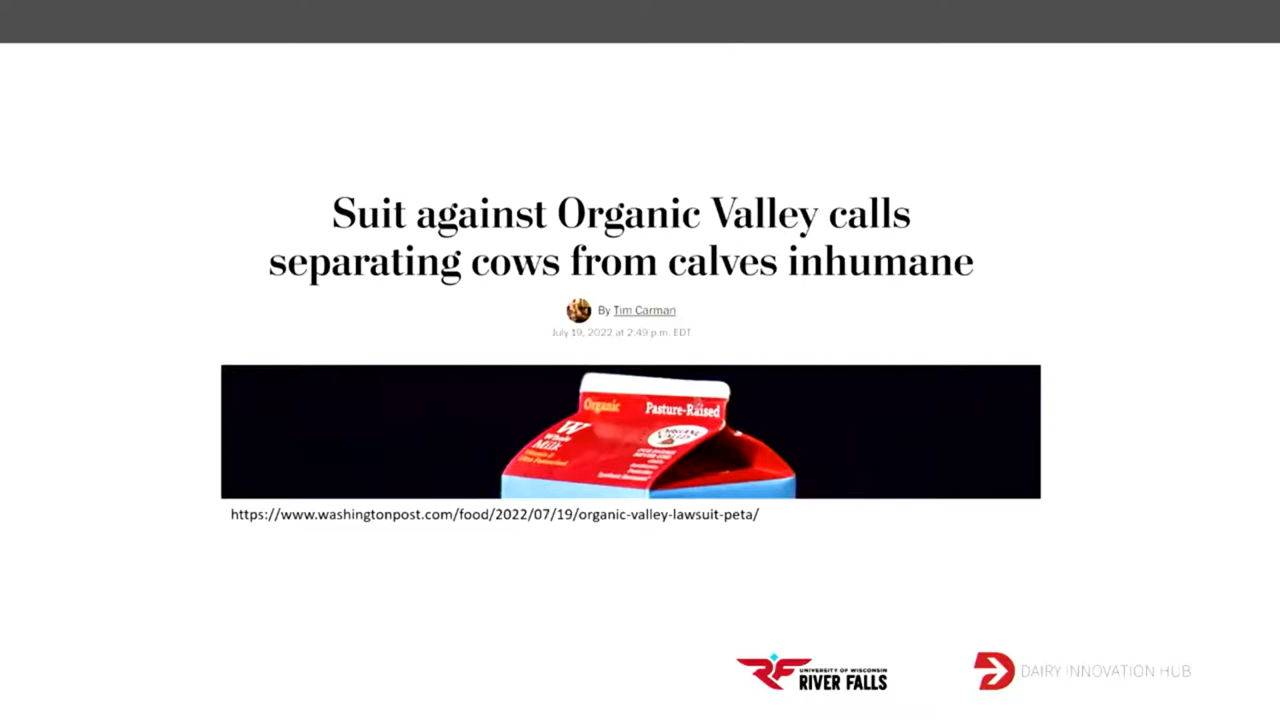 Suit against Organic Valley calls
separating cows from calves inhumane
By Tim Carman
July 19, 2022 at 2:49 p.m. EDT
Organic Pasture-Raised
W
Whole
Milk
ORGANIC
VALLEY
https://www.washingtonpost.com/food/2022/07/19/organic-valley-lawsuit-peta/
UNIVERSITY OF WISCONSIN
RIVER FALLS
DAIRY INNOVATION HUB